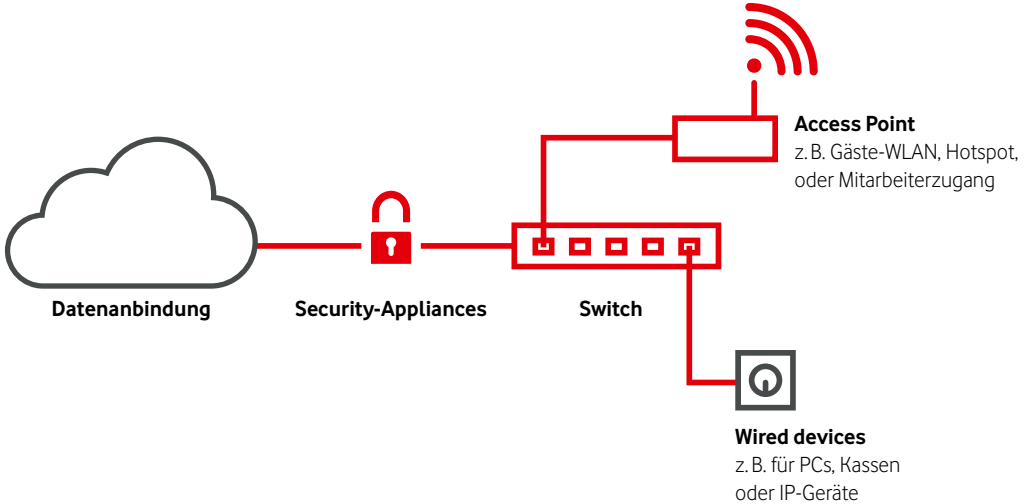 Access Point
z. B. Gäste-WLAN, Hotspot,
oder Mitarbeiterzugang
Datenanbindung
Security-Appliances
Switch
Wired devices
z. B. für PCs, Kassen
oder IP-Geräte